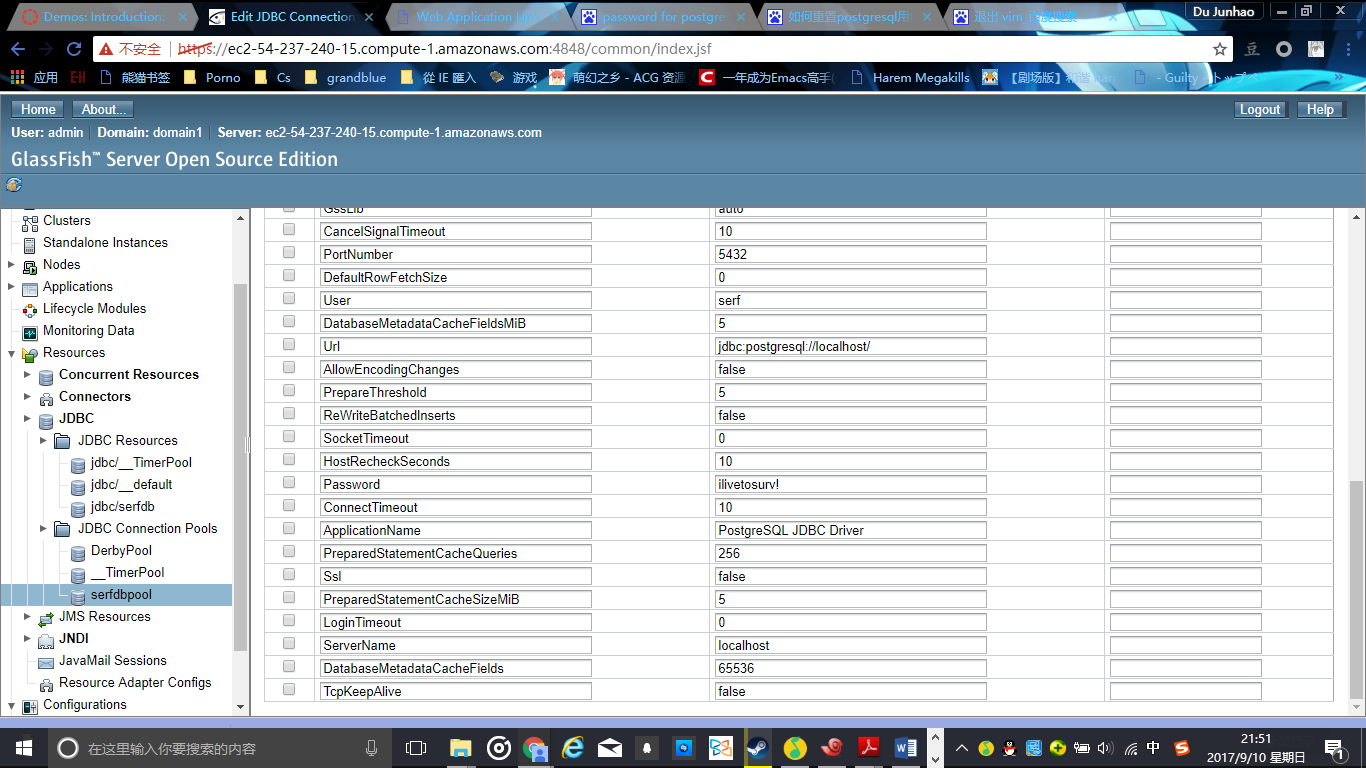 Demos: Introduction
Edit JDBC Connection
Web Application
password for postgre
如何重置postgresql用
退出 vim_百度搜索
Du Junhao
不安全 https://ec2-54-237-240-15.compute-1.amazonaws.com:4848/common/index.jsf
应用
熊猫书签
Porno
Cs
grandblue
從 IE 匯入
游戏
萌幻之乡 - ACG 资源
一年成为Emacs高手(
Harem Megakills
- Guilty -
Home
About...
Logout
Help
User: admin Domain: domain1 Server: ec2-54-237-240-15.compute-1.amazonaws.com
GlassFish™ Server Open Source Edition
Clusters
Standalone Instances
Nodes
Applications
Lifecycle Modules
Monitoring Data
Resources
Concurrent Resources
Connectors
JDBC
JDBC Resources
jdbc/__TimerPool
jdbc/__default
jdbc/serfdb
JDBC Connection Pools
DerbyPool
__TimerPool
serfdbpool
JMS Resources
JNDI
JavaMail Sessions
Resource Adapter Configs
Configurations
GssLib auto
CancelSignalTimeout 10
PortNumber 5432
DefaultRowFetchSize 0
User serf
DatabaseMetadataCacheFieldsMiB 5
Url jdbc:postgresql://localhost/
AllowEncodingChanges false
PrepareThreshold 5
ReWriteBatchedInserts false
SocketTimeout 0
HostRecheckSeconds 10
Password ilivetosurv!
ConnectTimeout 10
ApplicationName PostgreSQL JDBC Driver
PreparedStatementCacheQueries 256
Ssl false
PreparedStatementCacheSizeMiB 5
LoginTimeout 0
ServerName localhost
DatabaseMetadataCacheFields 65536
TcpKeepAlive false
在这里输入你要搜索的内容
中
21:51
2017/9/10 星期日
1